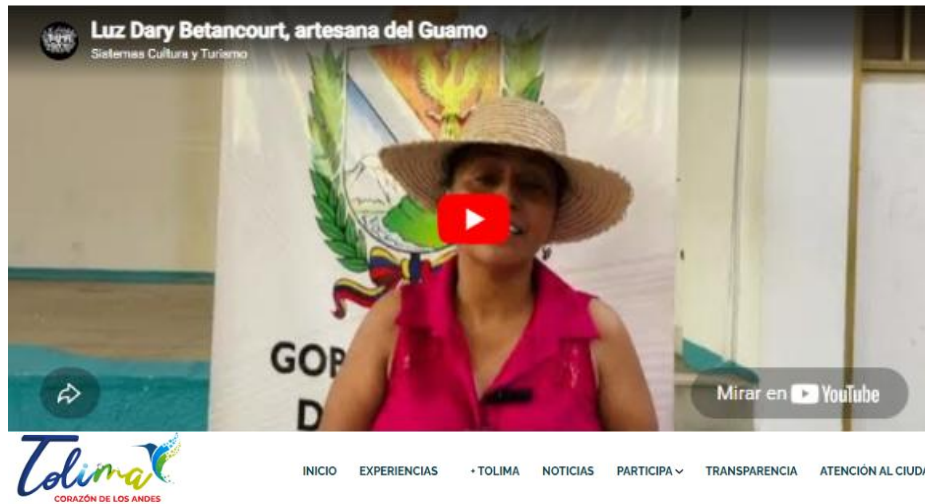 Luz Dary Betancourt, artesana del Guamo
Sistemas Cultura y Turismo
GOB
D
Mirar en YouTube
Tolima
CORAZÓN DE LOS ANDES
INICIO EXPERIENCIAS + TOLIMA NOTICIAS PARTICIPA TRANSPARENCIA ATENCIÓN AL CIUDA